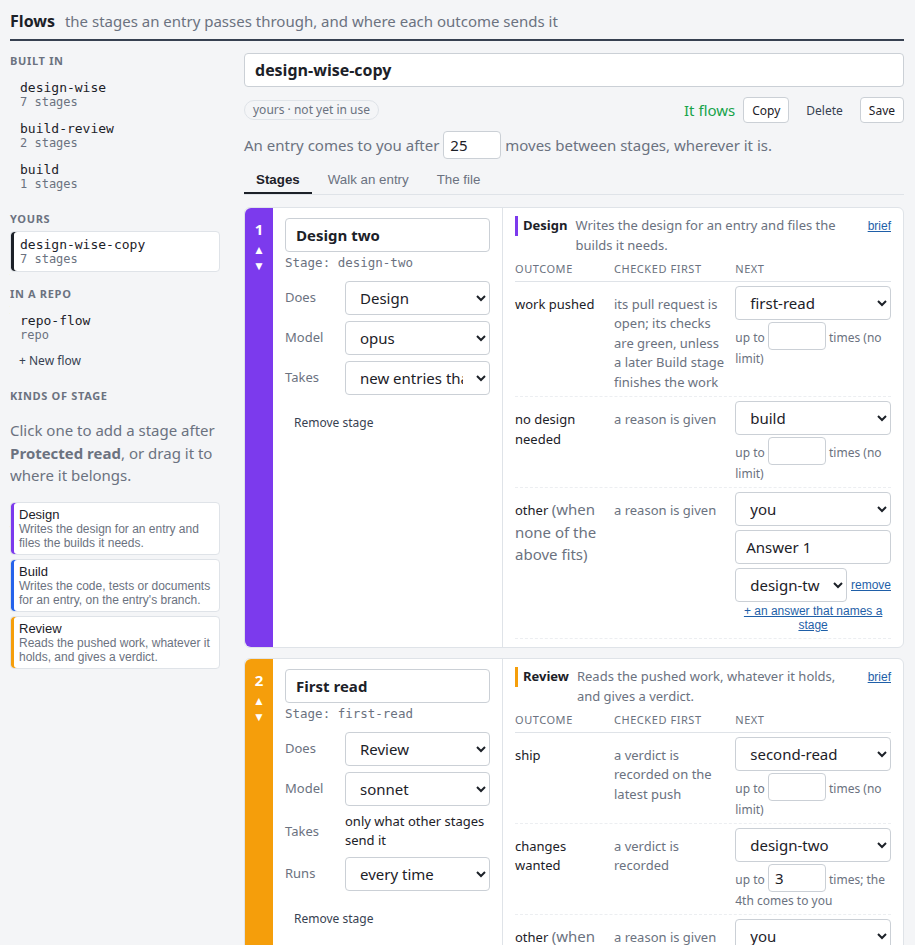 Flows the stages an entry passes through, and where each outcome sends it
BUILT IN
design-wise
7 stages
build-review
2 stages
build
1 stages
YOURS
design-wise-copy
7 stages
IN A REPO
repo-flow
repo
+ New flow
KINDS OF STAGE
Click one to add a stage after
Protected read, or drag it to
where it belongs.
Design
Writes the design for an entry and
files the builds it needs.
Build
Writes the code, tests or documents
for an entry, on the entry's branch.
Review
Reads the pushed work, whatever it
holds, and gives a verdict.
design-wise-copy
yours · not yet in use
It flows
Copy
Delete
Save
An entry comes to you after 25 moves between stages, wherever it is.
Stages
Walk an entry
The file
1
▲
▼
Design two
Stage: design-two
Does
Design
Model
opus
Takes
new entries tha
Remove stage
Design Writes the design for an entry and files the
builds it needs.
brief
OUTCOME
CHECKED FIRST
NEXT
work pushed
its pull request is
open; its checks
are green, unless
a later Build stage
finishes the work
first-read
up to times (no
limit)
no design
needed
a reason is given
build
up to times (no
limit)
other (when
none of the
above fits)
a reason is given
you
Answer 1
design-tw
remove
+ an answer that names a
stage
2
▲
▼
First read
Stage: first-read
Does
Review
Model
sonnet
Takes
only what other stages
send it
Runs
every time
Remove stage
Review Reads the pushed work, whatever it holds,
and gives a verdict.
brief
OUTCOME
CHECKED FIRST
NEXT
ship
a verdict is
recorded on the
latest push
second-read
up to times (no
limit)
changes
wanted
a verdict is
recorded
design-two
up to 3 times; the
4th comes to you
other (when
a reason is given
you